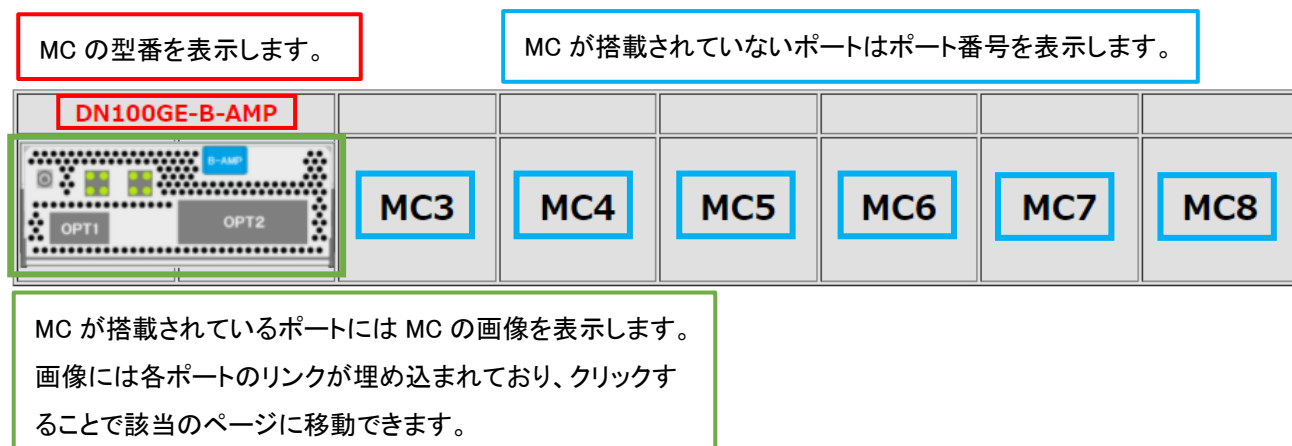 MC の型番を表示します。
MC が搭載されていないポートはポート番号を表示します。
DN100GE-B-AMP
B-AMP
OPT1
OPT2
MC3
MC4
MC5
MC6
MC7
MC8
MC が搭載されているポートには MC の画像を表示します。
画像には各ポートのリンクが埋め込まれており、クリックす
ることで該当のページに移動できます。